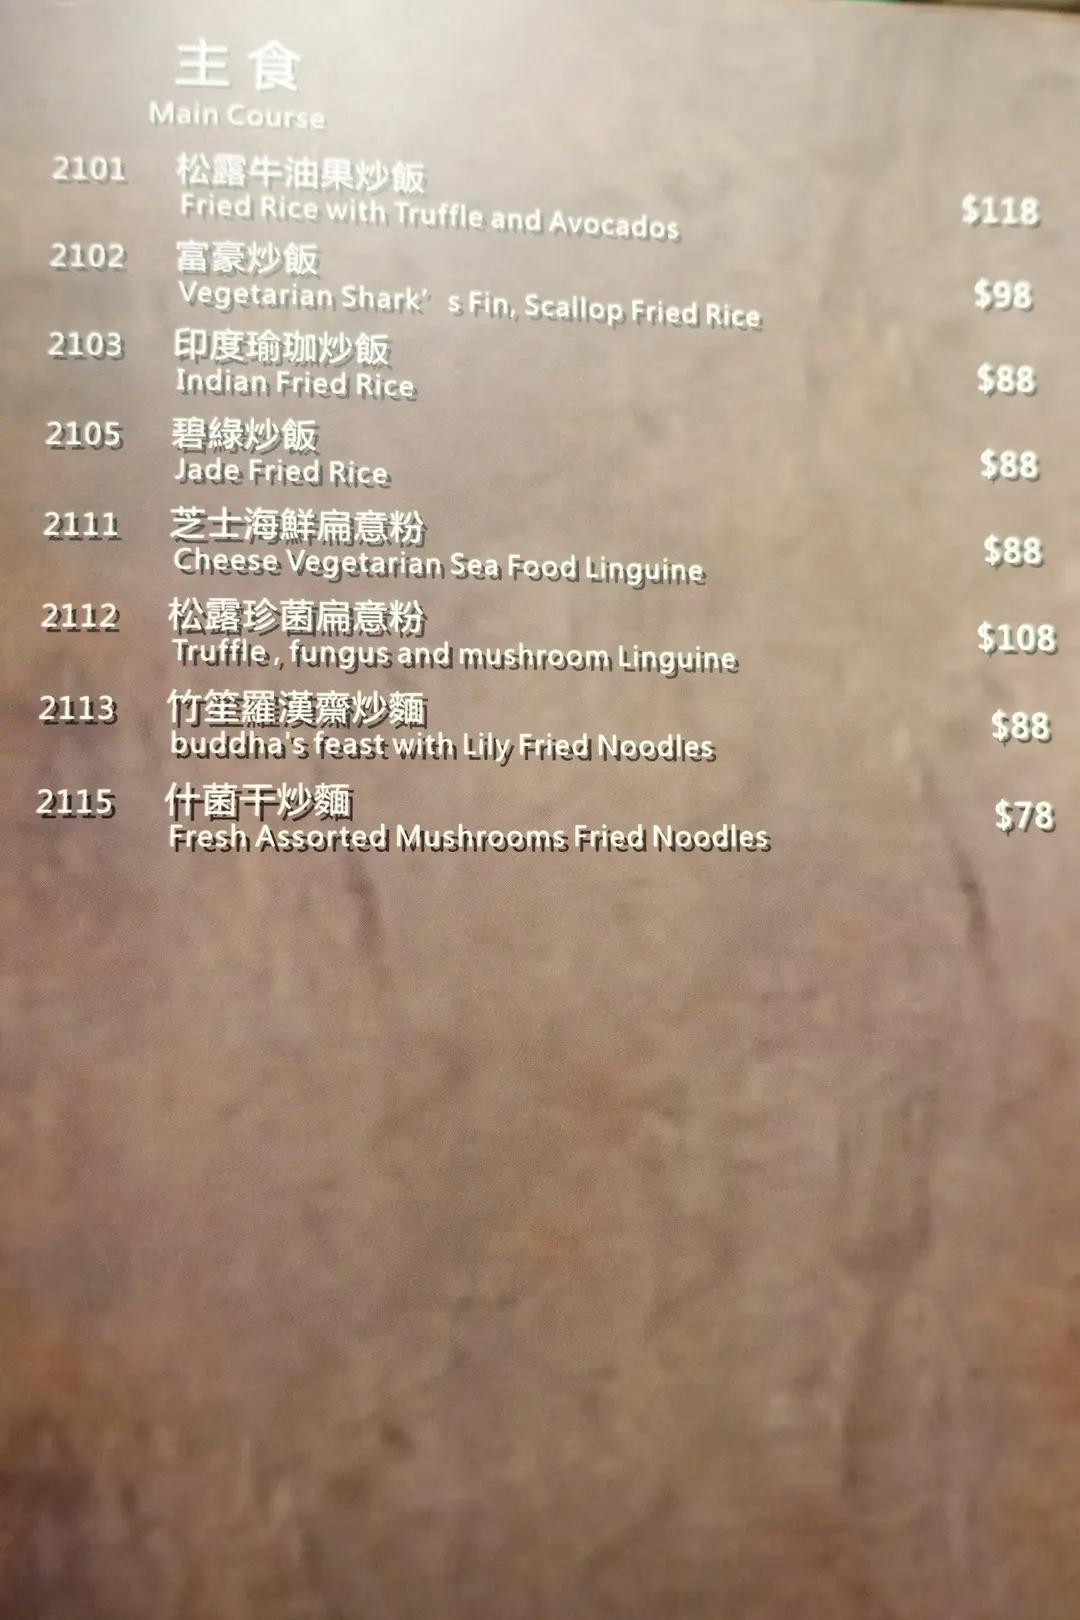 主食
Main Course
2101 松露牛油果炒飯
Fried Rice with Truffle and Avocados $118
2102 富豪炒飯
Vegetarian Shark’s Fin, Scallop Fried Rice $98
2103 印度瑜珈炒飯
Indian Fried Rice $88
2105 碧綠炒飯
Jade Fried Rice $88
2111 芝士海鮮扁意粉
Cheese Vegetarian Sea Food Linguine $88
2112 松露珍菌扁意粉
Truffle , fungus and mushroom Linguine $108
2113 竹笙羅漢齋炒麵
buddha's feast with Lily Fried Noodles $88
2115 什菌干炒麵
Fresh Assorted Mushrooms Fried Noodles $78